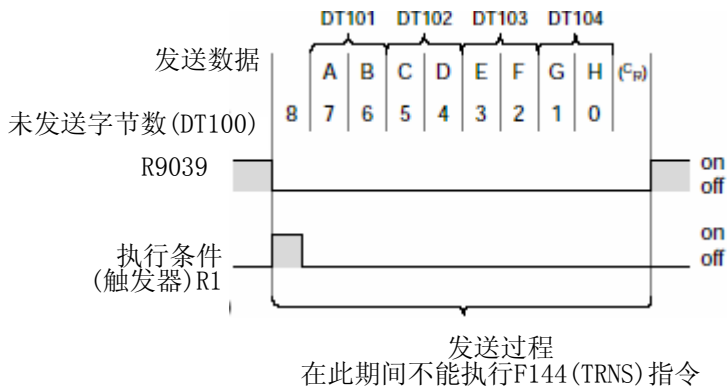 DT101 DT102 DT103 DT104
发送数据
A B C D E F G H (CR)
未发送字节数(DT100)
8 7 6 5 4 3 2 1 0
R9039
on
off
执行条件
(触发器)R1
on
off
发送过程
在此期间不能执行F144(TRNS)指令